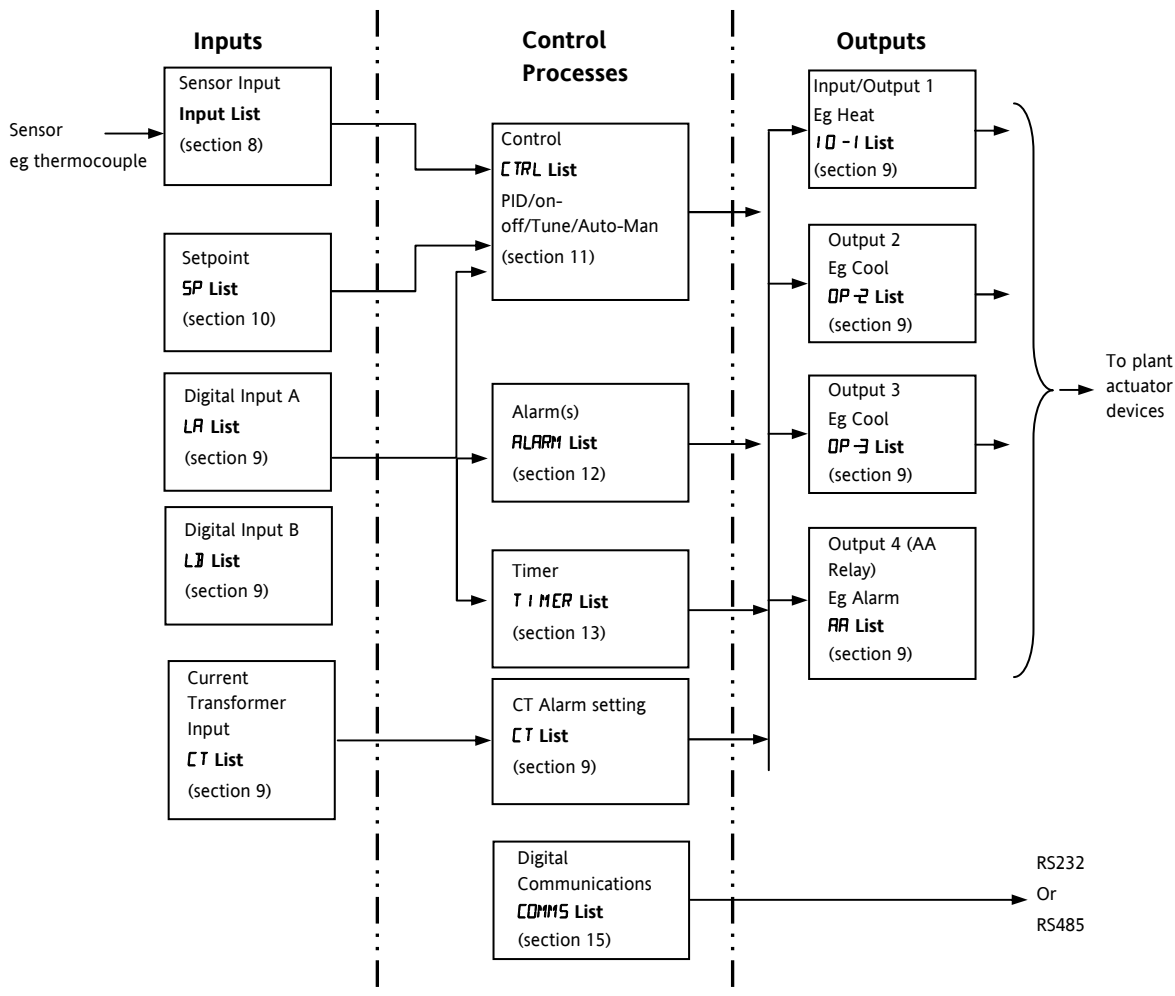 Inputs
Control
Processes
Outputs
Sensor
eg thermocouple
Sensor Input
Input List
(section 8)
Setpoint
SP List
(section 10)
Digital Input A
LA List
(section 9)
Digital Input B
LB List
(section 9)
Current
Transformer
Input
CT List
(section 9)
Control
CTRL List
PID/on-
off/Tune/Auto-Man
(section 11)
Alarm(s)
ALARM List
(section 12)
Timer
TIMER List
(section 13)
CT Alarm setting
CT List
(section 9)
Digital
Communications
COMMS List
(section 15)
Input/Output 1
Eg Heat
IO-1 List
(section 9)
Output 2
Eg Cool
OP-2 List
(section 9)
Output 3
Eg Cool
OP-3 List
(section 9)
Output 4 (AA
Relay)
Eg Alarm
AA List
(section 9)
To plant
actuator
devices
RS232
Or
RS485